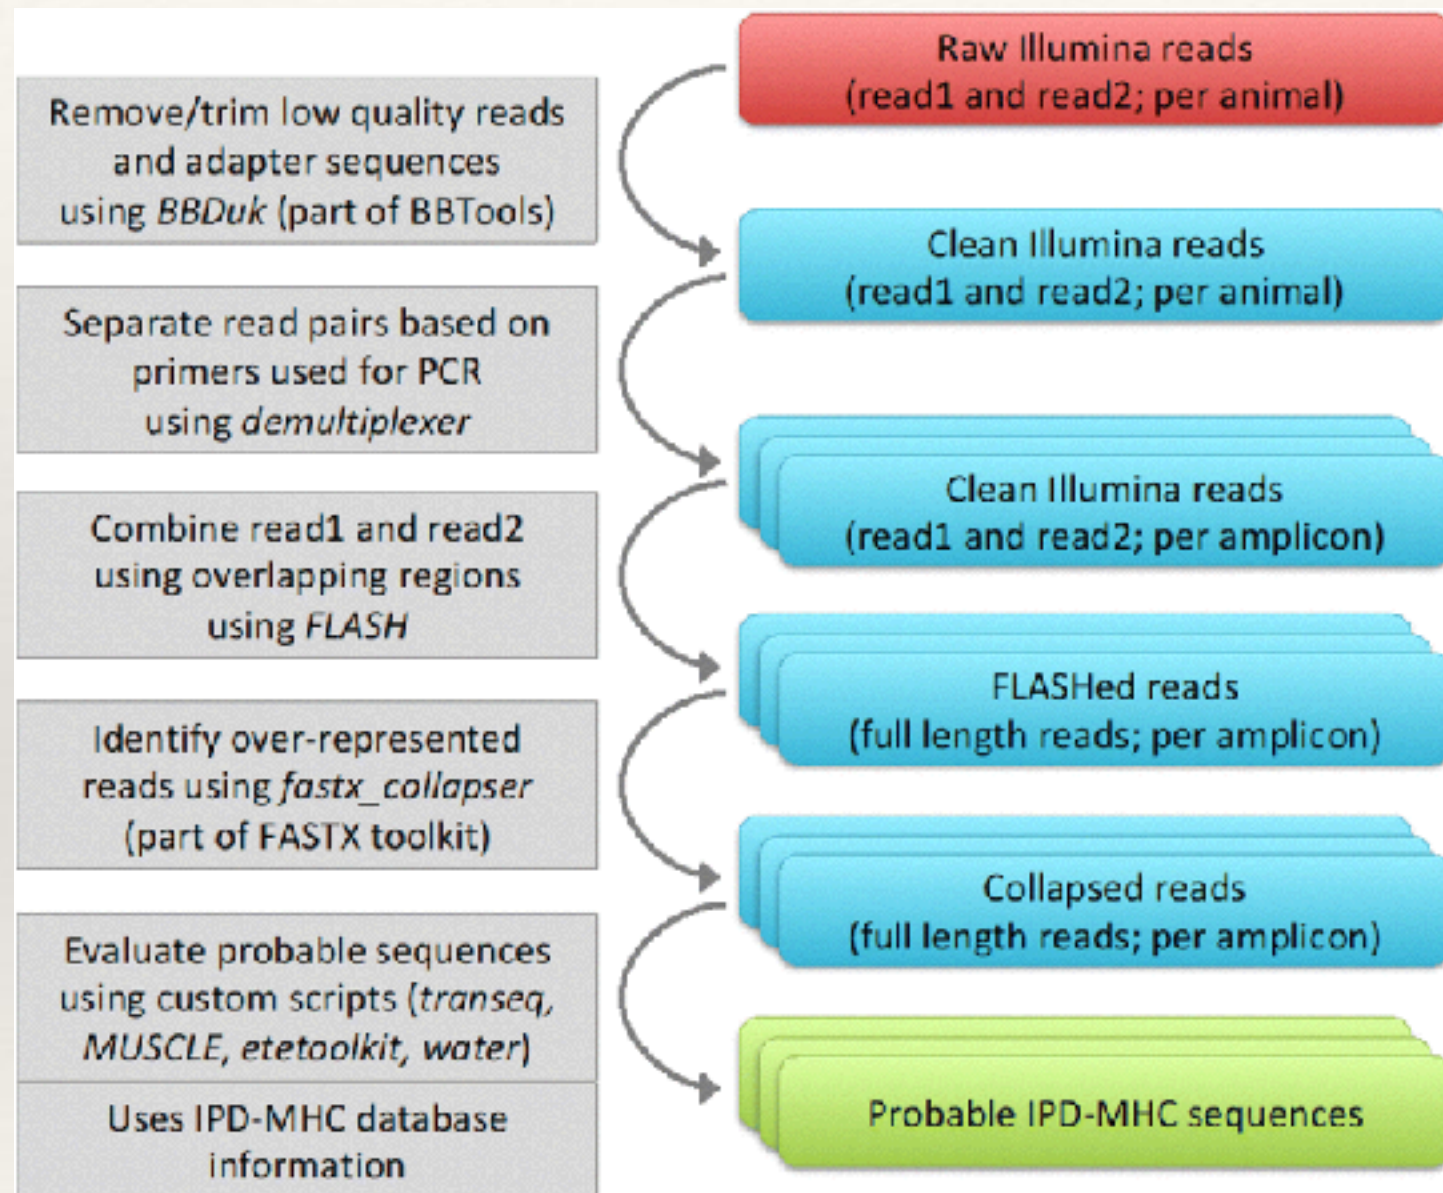 Raw Illumina reads
(read1 and read2; per animal)
Remove/trim low quality reads
and adapter sequences
using BBDuk (part of BBTools)
Clean Illumina reads
(read1 and read2; per animal)
Separate read pairs based on
primers used for PCR
using demultiplexer
Clean Illumina reads
(read1 and read2; per amplicon)
Combine read1 and read2
using overlapping regions
using FLASH
FLASHed reads
(full length reads; per amplicon)
Identify over-represented
reads using fastx_collapser
(part of FASTX toolkit)
Collapsed reads
(full length reads; per amplicon)
Evaluate probable sequences
using custom scripts (transeq,
MUSCLE, etetoolkit, water)
Uses IPD-MHC database
information
Probable IPD-MHC sequences